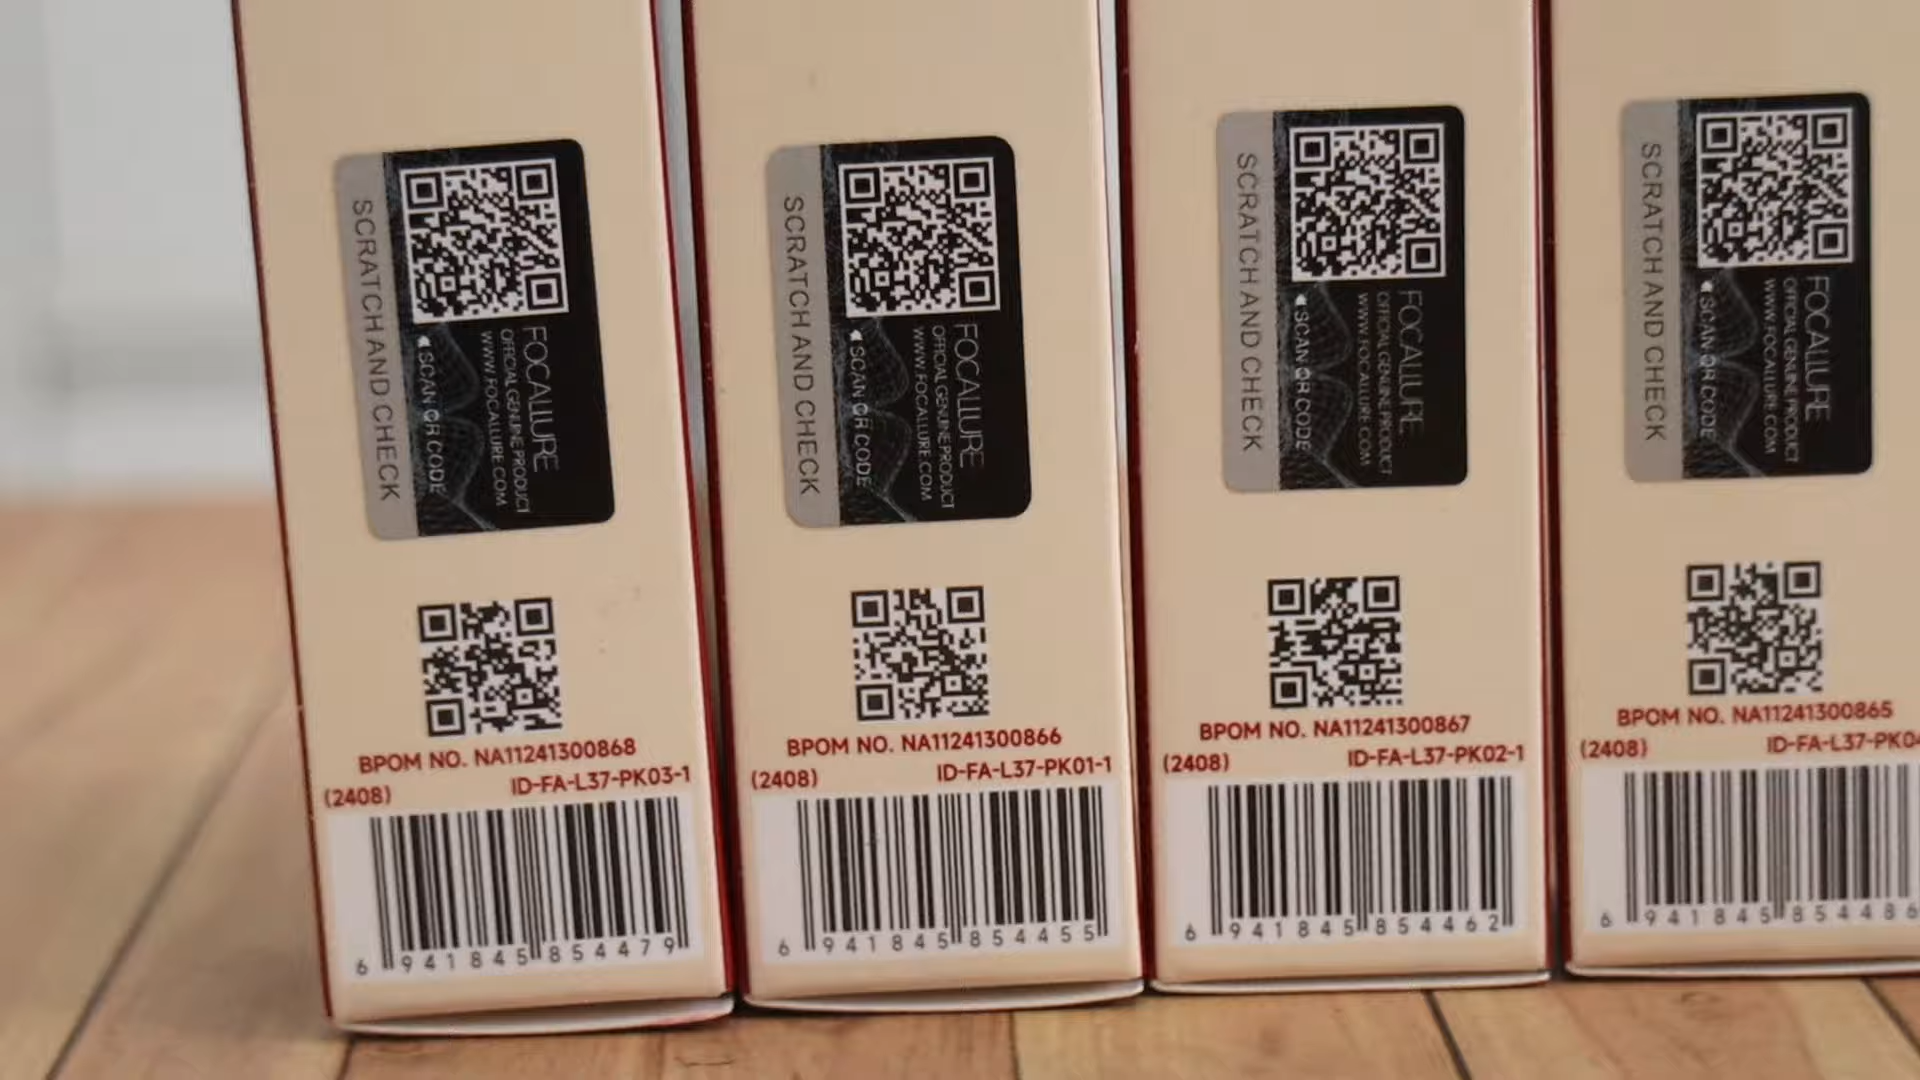 SCRATCH AND CHECK
FOCALLURE
OFFICIAL GENUINE PRODUCT
WWW.FOCALLURE.COM
SCAN QR CODE
BPOM NO. NA11241300868
(2408) ID-FA-L37-PK03-1
6 941845 854479
SCRATCH AND CHECK
FOCALLURE
OFFICIAL GENUINE PRODUCT
WWW.FOCALLURE.COM
SCAN QR CODE
BPOM NO. NA11241300866
(2408) ID-FA-L37-PK01-1
6 941845 854455
SCRATCH AND CHECK
FOCALLURE
OFFICIAL GENUINE PRODUCT
WWW.FOCALLURE.COM
SCAN QR CODE
BPOM NO. NA11241300867
(2408) ID-FA-L37-PK02-1
6 941845 854462
SCRATCH AND CHECK
FOCALLURE
OFFICIAL GENUINE PRODUCT
WWW.FOCALLURE.COM
SCAN QR CODE
BPOM NO. NA11241300865
(2408) ID-FA-L37-PK04
6 941845 854486